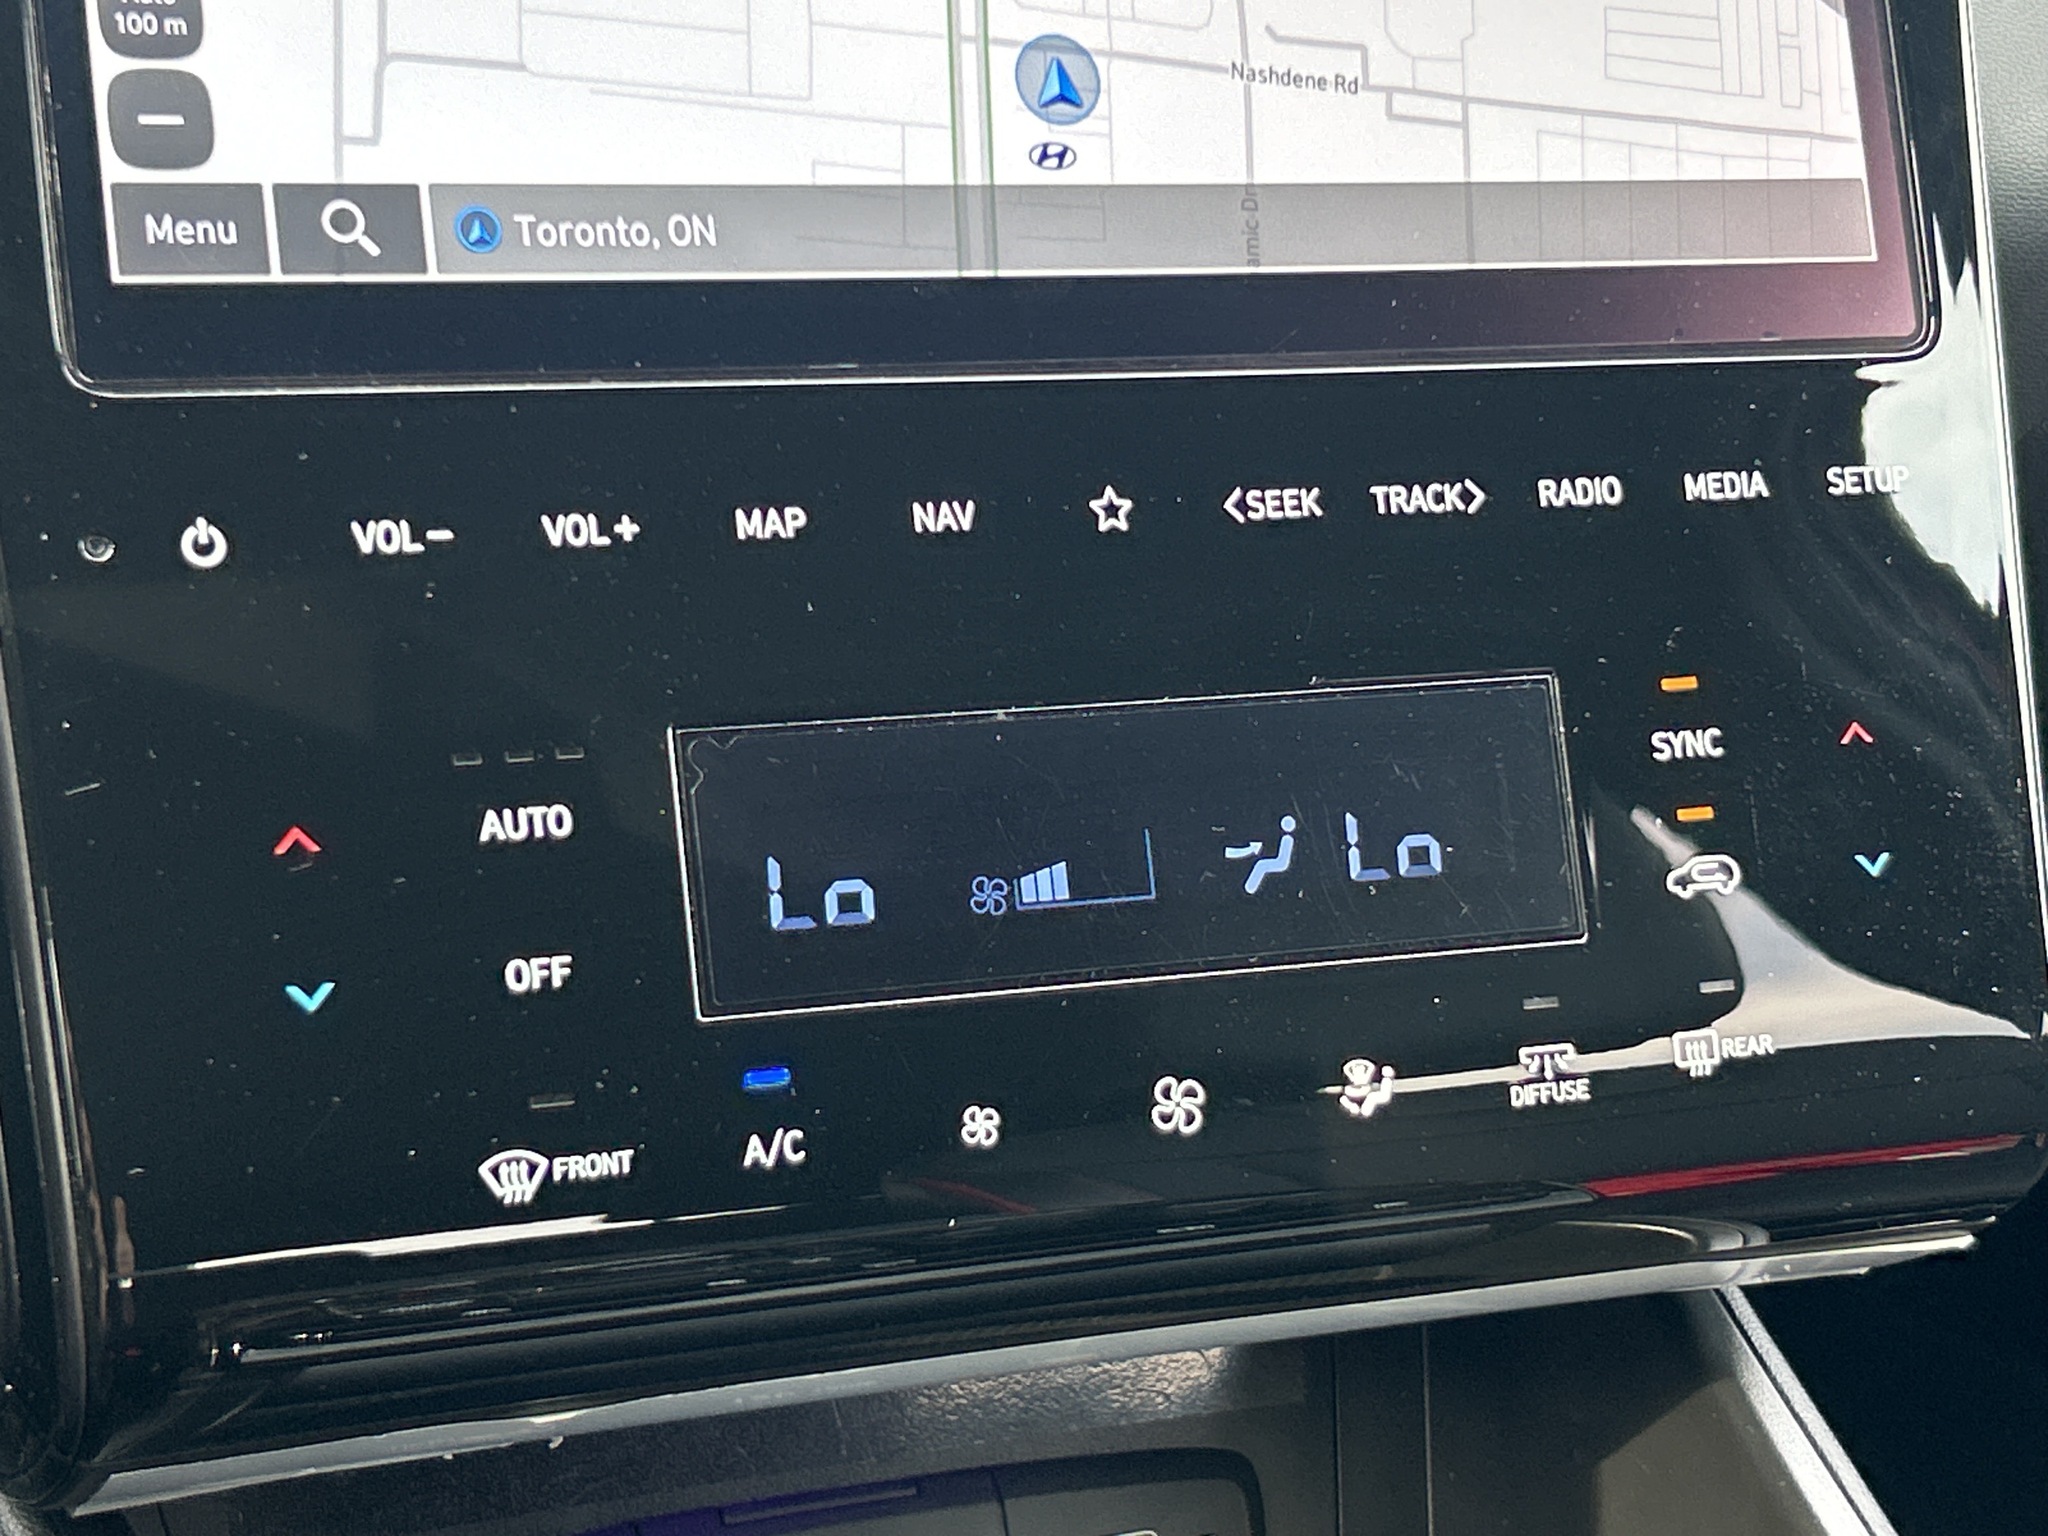 100 m
Nashdene Rd
Menu
Toronto, ON
VOL- VOL+ MAP NAV <SEEK TRACK> RADIO MEDIA SETUP
SYNC
AUTO
Lo Lo
OFF
REAR
DIFFUSE
FRONT
A/C